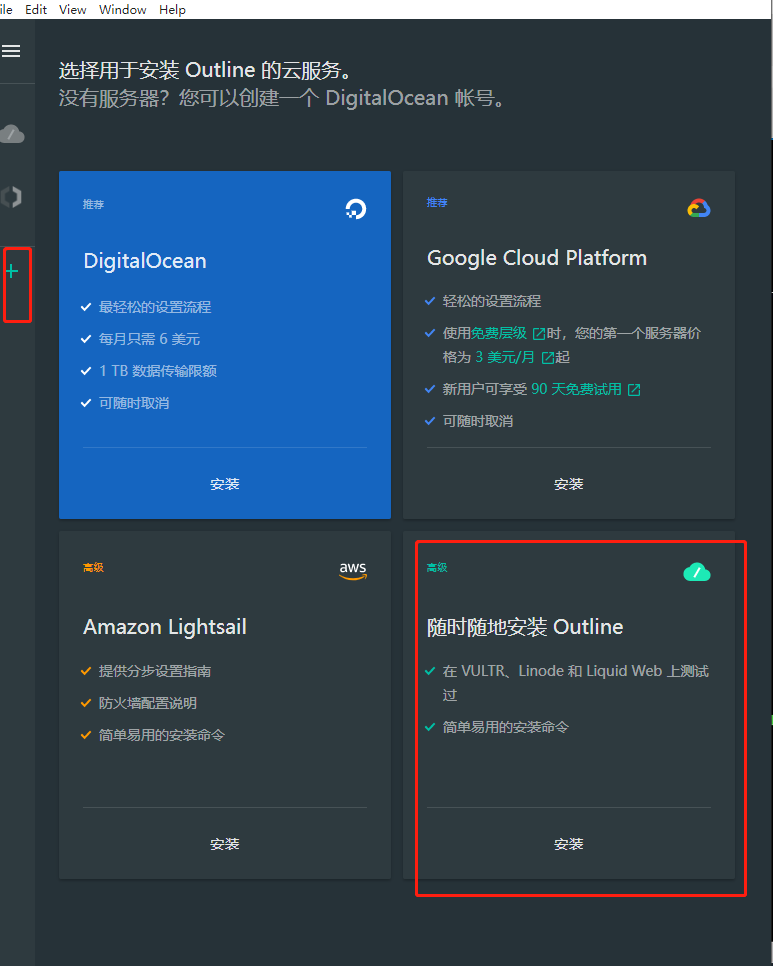 ile Edit View Window Help
选择用于安装 Outline 的云服务。
没有服务器？您可以创建一个 DigitalOcean 帐号。
推荐
DigitalOcean
最轻松的设置流程
每月只需 6 美元
1 TB 数据传输限额
可随时取消
安装
推荐
Google Cloud Platform
轻松的设置流程
使用免费层级时，您的第一个服务器价
格为 3 美元/月起
新用户可享受 90 天免费试用
可随时取消
安装
高级
aws
Amazon Lightsail
提供分步设置指南
防火墙配置说明
简单易用的安装命令
安装
高级
随时随地安装 Outline
在 VULTR、Linode 和 Liquid Web 上测试
过
简单易用的安装命令
安装